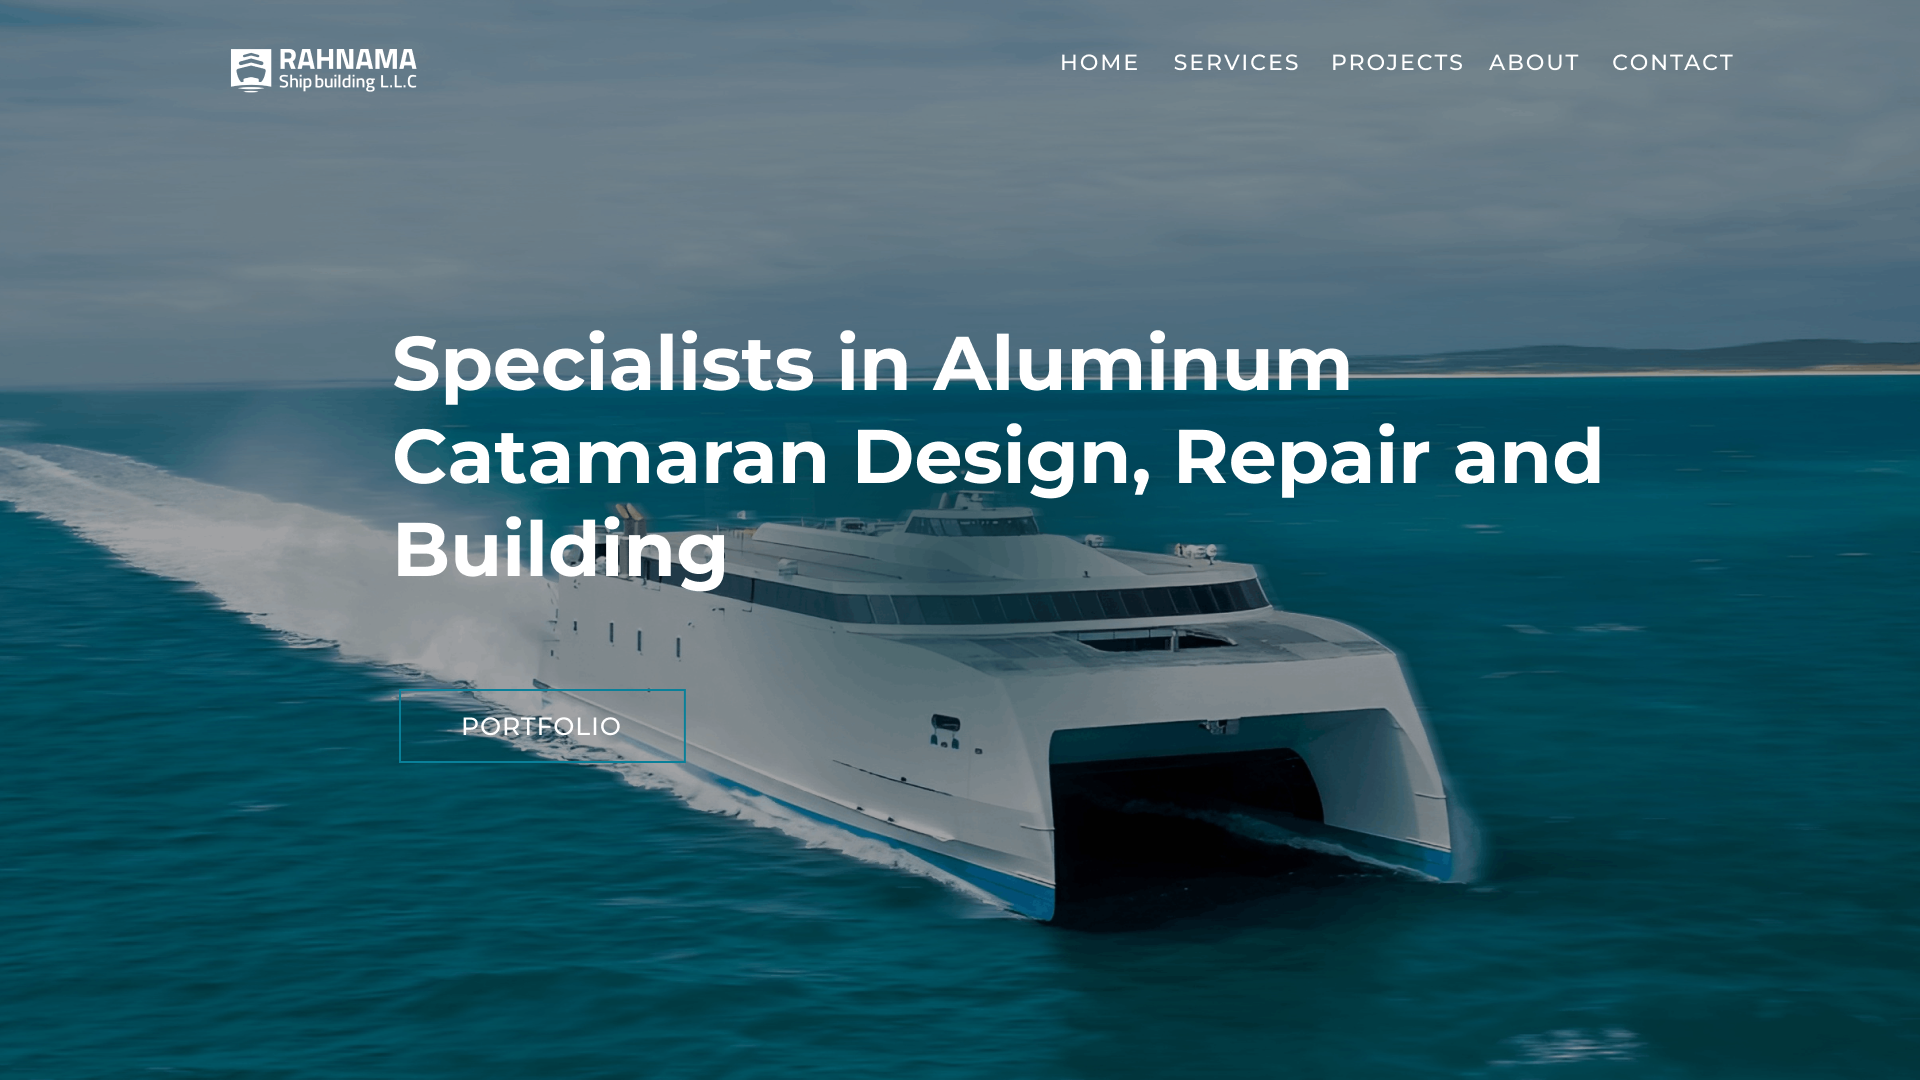 RAHNAMA
Ship building L.L.C
HOME SERVICES PROJECTS ABOUT CONTACT
Specialists in Aluminum
Catamaran Design, Repair and
Building
PORTFOLIO